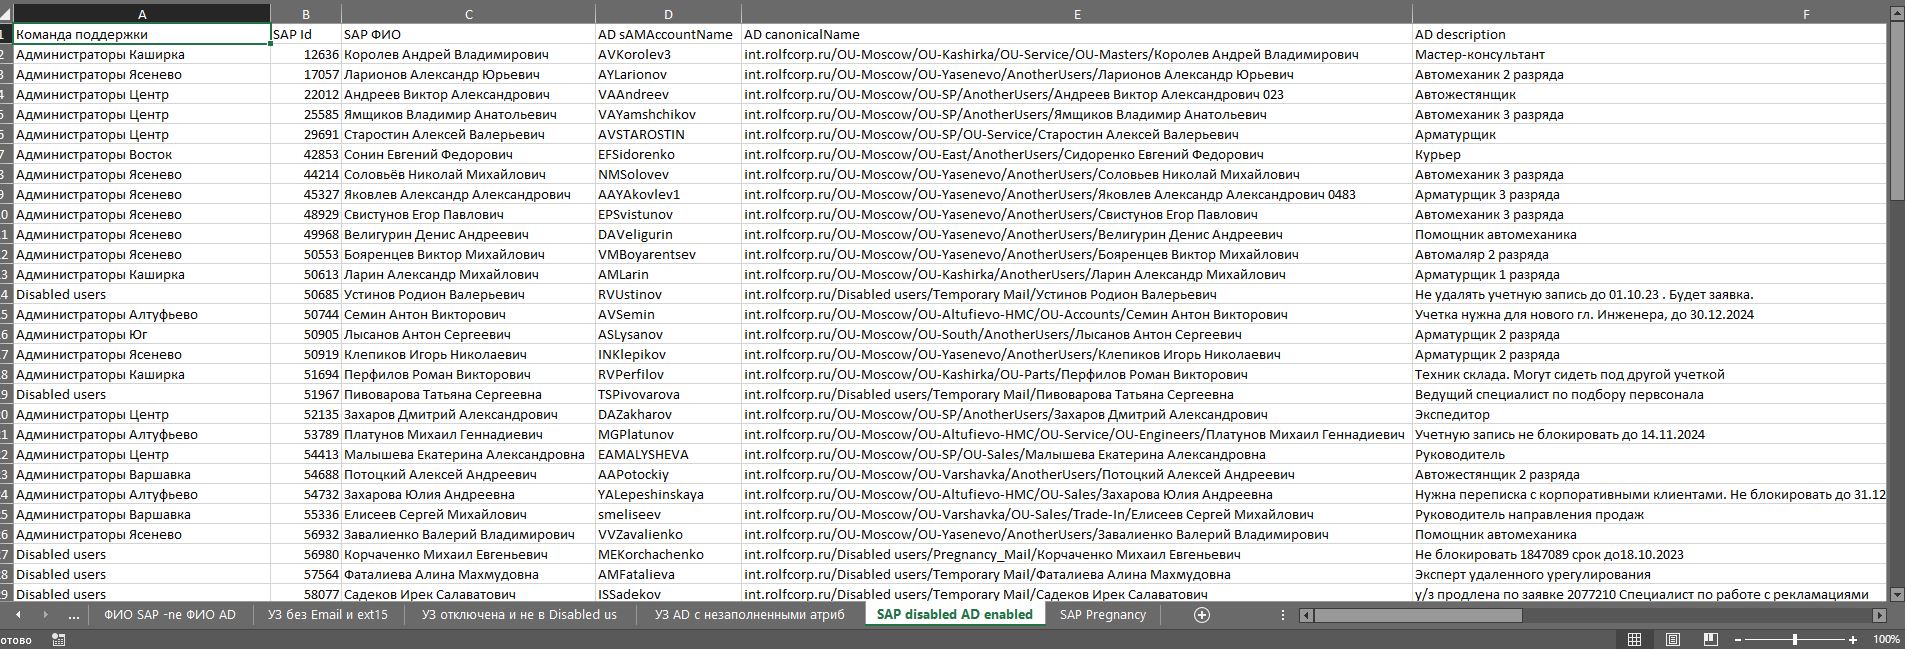 A B C D E F
1 Команда поддержки SAP Id SAP ФИО AD sAMAccountName AD canonicalName AD description
2 Администраторы Каширка 12636 Королев Андрей Владимирович AVKorolev3 int.rolfcorp.ru/OU-Moscow/OU-Kashirka/OU-Service/OU-Masters/Королев Андрей Владимирович Мастер-консультант
3 Администраторы Ясенево 17057 Ларионов Александр Юрьевич AYLarionov int.rolfcorp.ru/OU-Moscow/OU-Yasenevo/AnotherUsers/Ларионов Александр Юрьевич Автомеханик 2 разряда
4 Администраторы Центр 22012 Андреев Виктор Александрович VAAndreev int.rolfcorp.ru/OU-Moscow/OU-SP/AnotherUsers/Андреев Виктор Александрович 023 Автожестянщик
5 Администраторы Центр 25585 Ямщиков Владимир Анатольевич VAYamshchikov int.rolfcorp.ru/OU-Moscow/OU-SP/AnotherUsers/Ямщиков Владимир Анатольевич Автомеханик 3 разряда
6 Администраторы Центр 29691 Старостин Алексей Валерьевич AVSTAROSTIN int.rolfcorp.ru/OU-Moscow/OU-SP/OU-Service/Старостин Алексей Валерьевич Арматурщик
7 Администраторы Восток 42853 Сонин Евгений Федорович EFSidorenko int.rolfcorp.ru/OU-Moscow/OU-East/AnotherUsers/Сидоренко Евгений Федорович Курьер
8 Администраторы Ясенево 44214 Соловьёв Николай Михайлович NMSolovev int.rolfcorp.ru/OU-Moscow/OU-Yasenevo/AnotherUsers/Соловьев Николай Михайлович Автомеханик 3 разряда
9 Администраторы Ясенево 45327 Яковлев Александр Александрович AAYAkovlev1 int.rolfcorp.ru/OU-Moscow/OU-Yasenevo/AnotherUsers/Яковлев Александр Александрович 0483 Арматурщик 3 разряда
10 Администраторы Ясенево 48929 Свистунов Егор Павлович EPSvistunov int.rolfcorp.ru/OU-Moscow/OU-Yasenevo/AnotherUsers/Свистунов Егор Павлович Автомеханик 3 разряда
11 Администраторы Ясенево 49968 Велигурин Денис Андреевич DAVeligurin int.rolfcorp.ru/OU-Moscow/OU-Yasenevo/AnotherUsers/Велигурин Денис Андреевич Помощник автомеханика
12 Администраторы Ясенево 50553 Бояренцев Виктор Михайлович VMBoyarentsev int.rolfcorp.ru/OU-Moscow/OU-Yasenevo/AnotherUsers/Бояренцев Виктор Михайлович Автомаляр 2 разряда
13 Администраторы Каширка 50613 Ларин Александр Михайлович AMLarin int.rolfcorp.ru/OU-Moscow/OU-Kashirka/AnotherUsers/Ларин Александр Михайлович Арматурщик 1 разряда
14 Disabled users 50685 Устинов Родион Валерьевич RVUstinov int.rolfcorp.ru/Disabled users/Temporary Mail/Устинов Родион Валерьевич Не удалять учетную запись до 01.10.23 . Будет заявка.
15 Администраторы Алтуфьево 50744 Семин Антон Викторович AVSemin int.rolfcorp.ru/OU-Moscow/OU-Altufievo-HMC/OU-Accounts/Семин Антон Викторович Учетка нужна для нового гл. Инженера, до 30.12.2024
16 Администраторы Юг 50905 Лысанов Антон Сергеевич ASLysanov int.rolfcorp.ru/OU-Moscow/OU-South/AnotherUsers/Лысанов Антон Сергеевич Арматурщик 2 разряда
17 Администраторы Ясенево 50919 Клепиков Игорь Николаевич INKlepikov int.rolfcorp.ru/OU-Moscow/OU-Yasenevo/AnotherUsers/Клепиков Игорь Николаевич Арматурщик 2 разряда
18 Администраторы Каширка 51694 Перфилов Роман Викторович RVPerfilov int.rolfcorp.ru/OU-Moscow/OU-Kashirka/OU-Parts/Перфилов Роман Викторович Техник склада. Могут сидеть под другой учеткой
19 Disabled users 51967 Пивоварова Татьяна Сергеевна TSPivovarova int.rolfcorp.ru/Disabled users/Temporary Mail/Пивоварова Татьяна Сергеевна Ведущий специалист по подбору первсонала
20 Администраторы Центр 52135 Захаров Дмитрий Александрович DAZakharov int.rolfcorp.ru/OU-Moscow/OU-SP/AnotherUsers/Захаров Дмитрий Александрович Экспедитор
21 Администраторы Алтуфьево 53789 Платунов Михаил Геннадиевич MGPlatunov int.rolfcorp.ru/OU-Moscow/OU-Altufievo-HMC/OU-Service/OU-Engineers/Платунов Михаил Геннадиевич Учетную запись не блокировать до 14.11.2024
22 Администраторы Центр 54413 Малышева Екатерина Александровна EAMALYSHEVA int.rolfcorp.ru/OU-Moscow/OU-SP/OU-Sales/Малышева Екатерина Александровна Руководитель
23 Администраторы Варшавка 54688 Потоцкий Алексей Андреевич AAPotockiy int.rolfcorp.ru/OU-Moscow/OU-Varshavka/AnotherUsers/Потоцкий Алексей Андреевич Автожестянщик 2 разряда
24 Администраторы Алтуфьево 54732 Захарова Юлия Андреевна YALepeshinskaya int.rolfcorp.ru/OU-Moscow/OU-Altufievo-HMC/OU-Sales/Захарова Юлия Андреевна Нужна переписка с корпоративными клиентами. Не блокировать до 31.12
25 Администраторы Варшавка 55336 Елисеев Сергей Михайлович smeliseev int.rolfcorp.ru/OU-Moscow/OU-Varshavka/OU-Sales/Trade-In/Елисеев Сергей Михайлович Руководитель направления продаж
26 Администраторы Ясенево 56932 Завалиенко Валерий Владимирович VVZavalienko int.rolfcorp.ru/OU-Moscow/OU-Yasenevo/AnotherUsers/Завалиенко Валерий Владимирович Помощник автомеханика
27 Disabled users 56980 Корчаченко Михаил Евгеньевич MEKorchachenko int.rolfcorp.ru/Disabled users/Pregnancy_Mail/Корчаченко Михаил Евгеньевич Не блокировать 1847089 срок до18.10.2023
28 Disabled users 57564 Фаталиева Алина Махмудовна AMFatalieva int.rolfcorp.ru/Disabled users/Temporary Mail/Фаталиева Алина Махмудовна Эксперт удаленного урегулирования
29 Disabled users 58077 Садеков Ирек Салаватович ISSadekov int.rolfcorp.ru/Disabled users/Temporary Mail/Садеков Ирек Салаватович у/з продлена по заявке 2077210 Специалист по работе с рекламациями
... ФИО SAP -ne ФИО AD УЗ без Email и ext15 УЗ отключена и не в Disabled us УЗ AD с незаполненными атриб SAP disabled AD enabled SAP Pregnancy
отово 100%